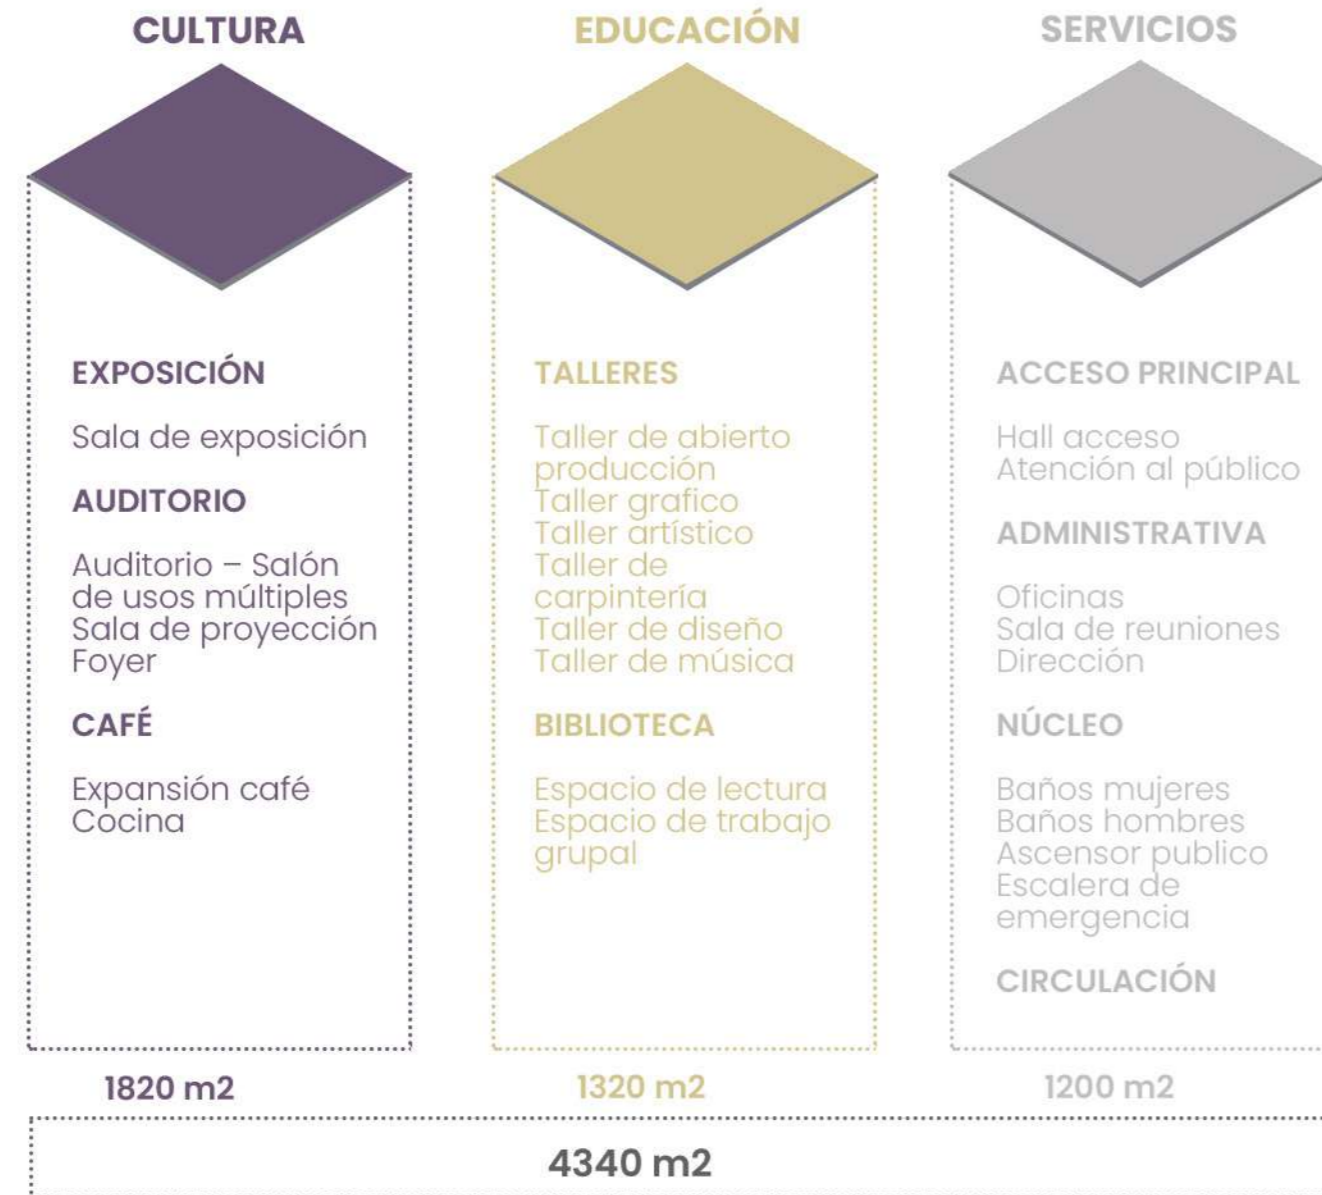 CULTURA
EXPOSICIÓN
Sala de exposición
AUDITORIO
Auditorio – Salón
de usos múltiples
Sala de proyección
Foyer
CAFÉ
Expansión café
Cocina
1820 m2
EDUCACIÓN
TALLERES
Taller de abierto
producción
Taller grafico
Taller artístico
Taller de
carpintería
Taller de diseño
Taller de música
BIBLIOTECA
Espacio de lectura
Espacio de trabajo
grupal
1320 m2
SERVICIOS
ACCESO PRINCIPAL
Hall acceso
Atención al público
ADMINISTRATIVA
Oficinas
Sala de reuniones
Dirección
NÚCLEO
Baños mujeres
Baños hombres
Ascensor publico
Escalera de
emergencia
CIRCULACIÓN
1200 m2
4340 m2